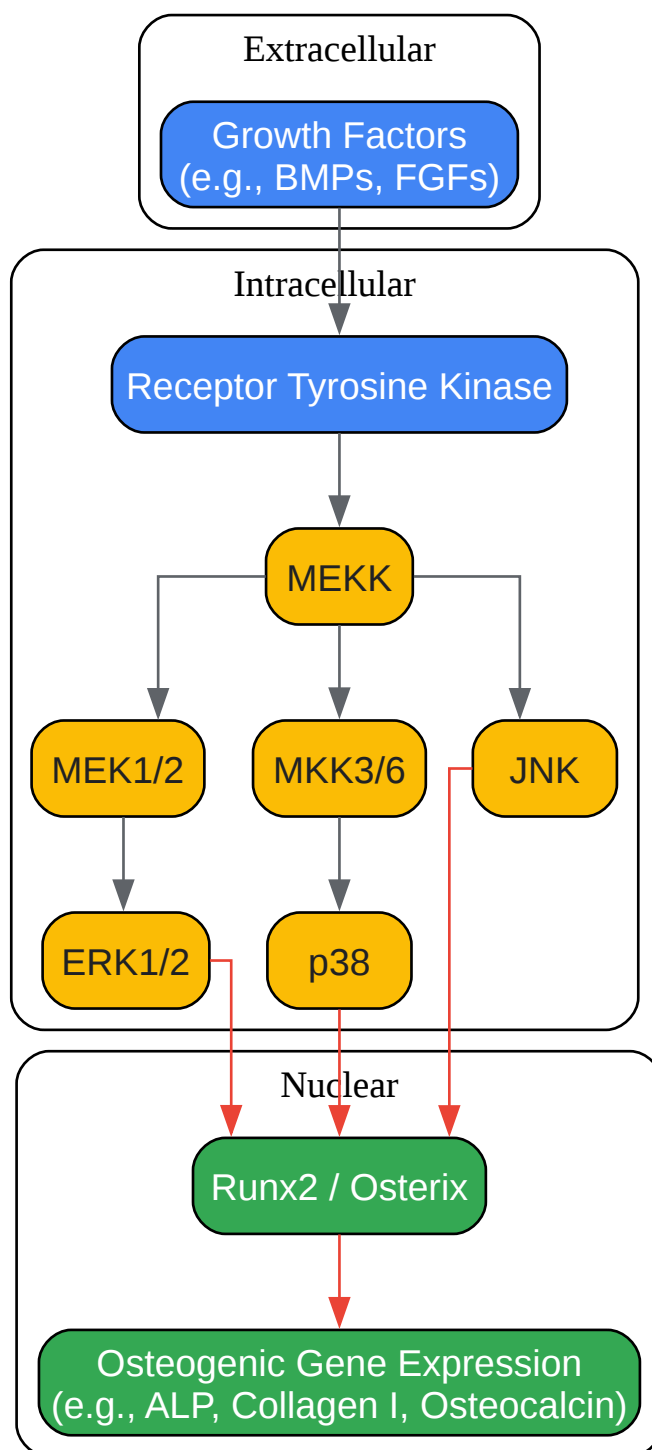 Extracellular
Growth Factors
(e.g., BMPs, FGFs)
Intracellular
Receptor Tyrosine Kinase
MEKK
MEK1/2
MKK3/6
JNK
ERK1/2
p38
Nuclear
Runx2 / Osterix
Osteogenic Gene Expression
(e.g., ALP, Collagen I, Osteocalcin)